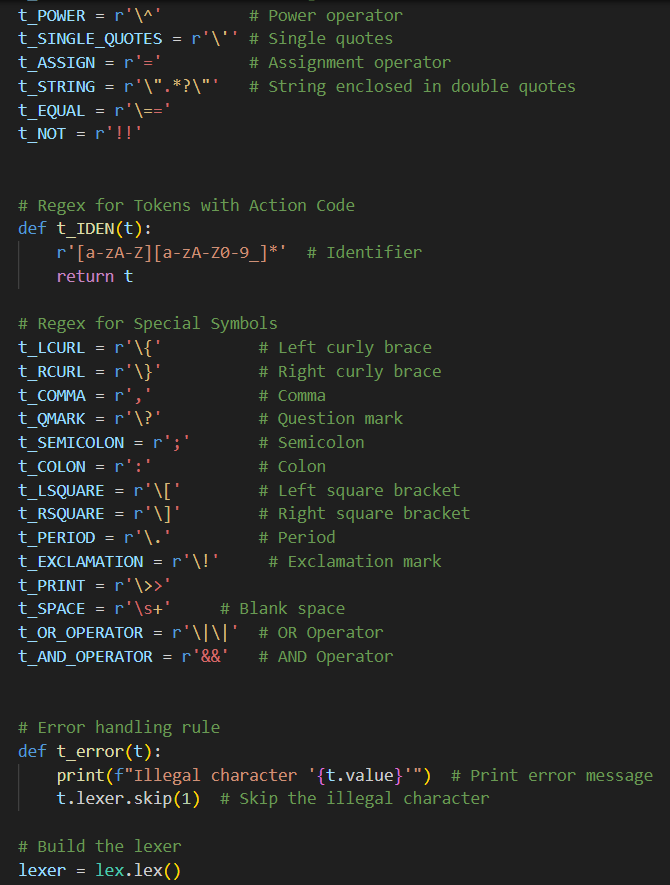 t_POWER = r'\^'         # Power operator
t_SINGLE_QUOTES = r'\'' # Single quotes
t_ASSIGN = r'='         # Assignment operator
t_STRING = r'\".*?\"'   # String enclosed in double quotes
t_EQUAL = r'\=='
t_NOT = r'!!'
# Regex for Tokens with Action Code
def t_IDEN(t):
    r'[a-zA-Z][a-zA-Z0-9_]*'  # Identifier
    return t
# Regex for Special Symbols
t_LCURL = r'\{'          # Left curly brace
t_RCURL = r'\}'          # Right curly brace
t_COMMA = r','           # Comma
t_QMARK = r'\?'          # Question mark
t_SEMICOLON = r';'       # Semicolon
t_COLON = r':'           # Colon
t_LSQUARE = r'\['        # Left square bracket
t_RSQUARE = r'\]'        # Right square bracket
t_PERIOD = r'\.'         # Period
t_EXCLAMATION = r'\!'     # Exclamation mark
t_PRINT = r'\>>'
t_SPACE = r'\s+'     # Blank space
t_OR_OPERATOR = r'\|\|'  # OR Operator
t_AND_OPERATOR = r'&&'   # AND Operator
# Error handling rule
def t_error(t):
    print(f"Illegal character '{t.value}'")  # Print error message
    t.lexer.skip(1)  # Skip the illegal character
# Build the lexer
lexer = lex.lex()